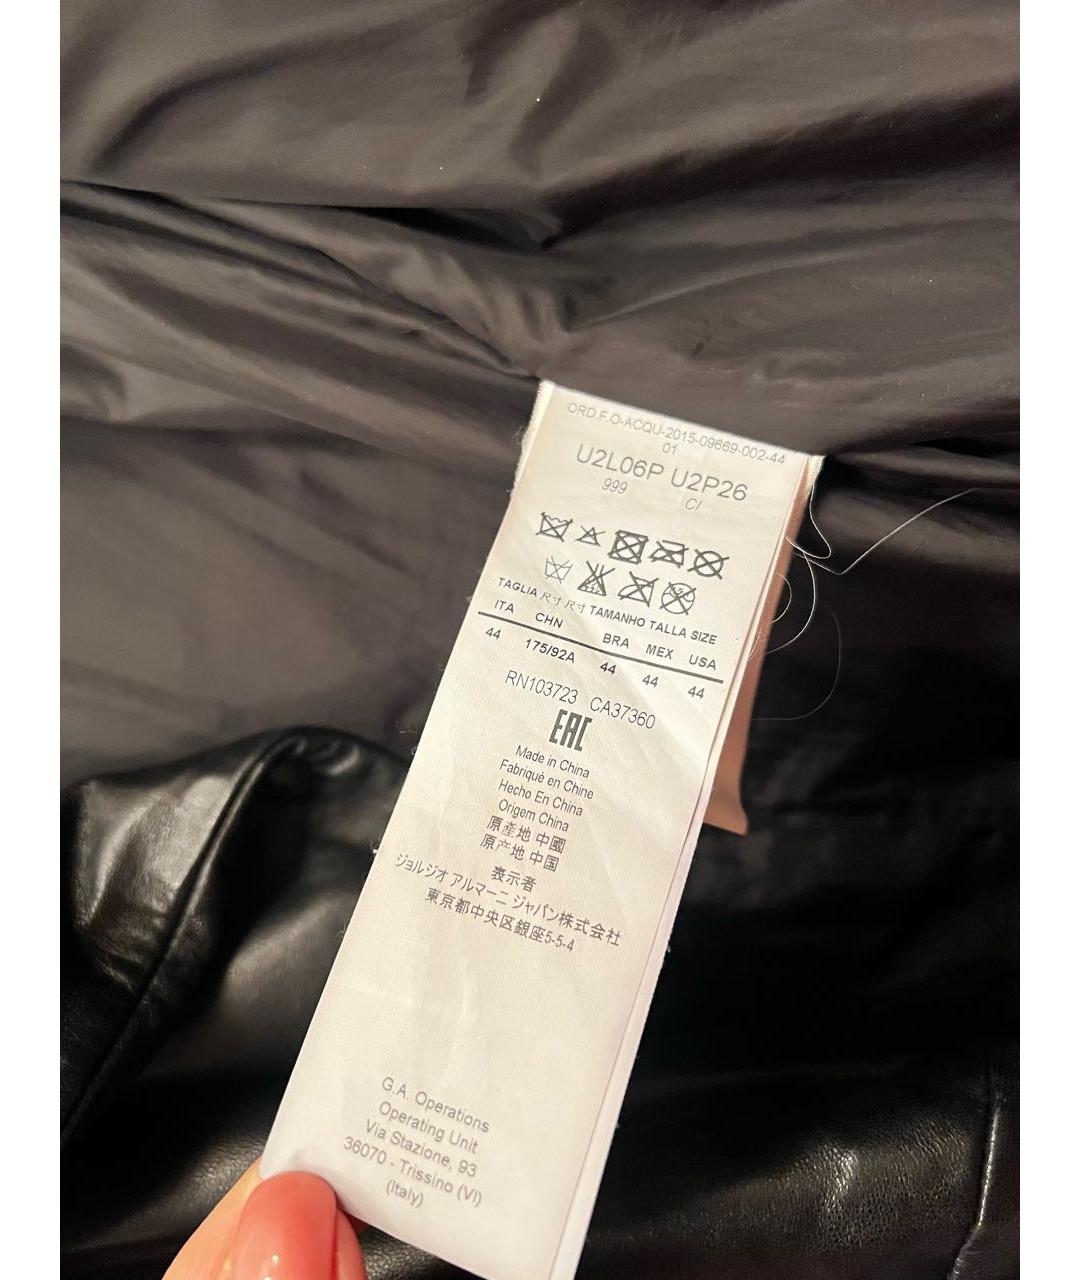 ORD.F.O-ACQU-2015-09669-002-44
01
U2L06P U2P26
999 CI
TAGLIA 尺寸 尺寸 TAMANHO TALLA SIZE
ITA CHN BRA MEX USA
44 175/92A 44 44 44
RN103723 CA37360
EAC
Made in China
Fabriqué en Chine
Hecho En China
Origem China
原產地 中國
原产地 中国
表示者
ジョルジオ アルマーニ ジャパン株式会社
東京都中央区銀座5-5-4
G.A. Operations
Operating Unit
Via Stazione, 93
36070 - Trissino (VI)
(Italy)